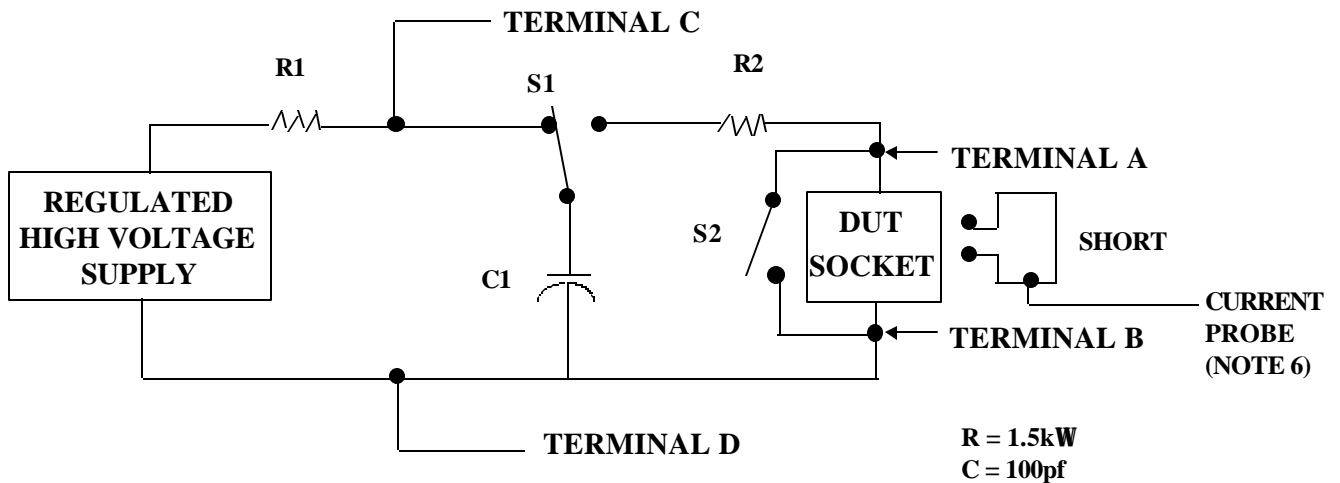 TERMINAL C
R1
S1
R2
TERMINAL A
REGULATED
HIGH VOLTAGE
SUPPLY
S2
DUT
SOCKET
SHORT
C1
CURRENT
PROBE
(NOTE 6)
TERMINAL B
TERMINAL D
R = 1.5kW
C = 100pf